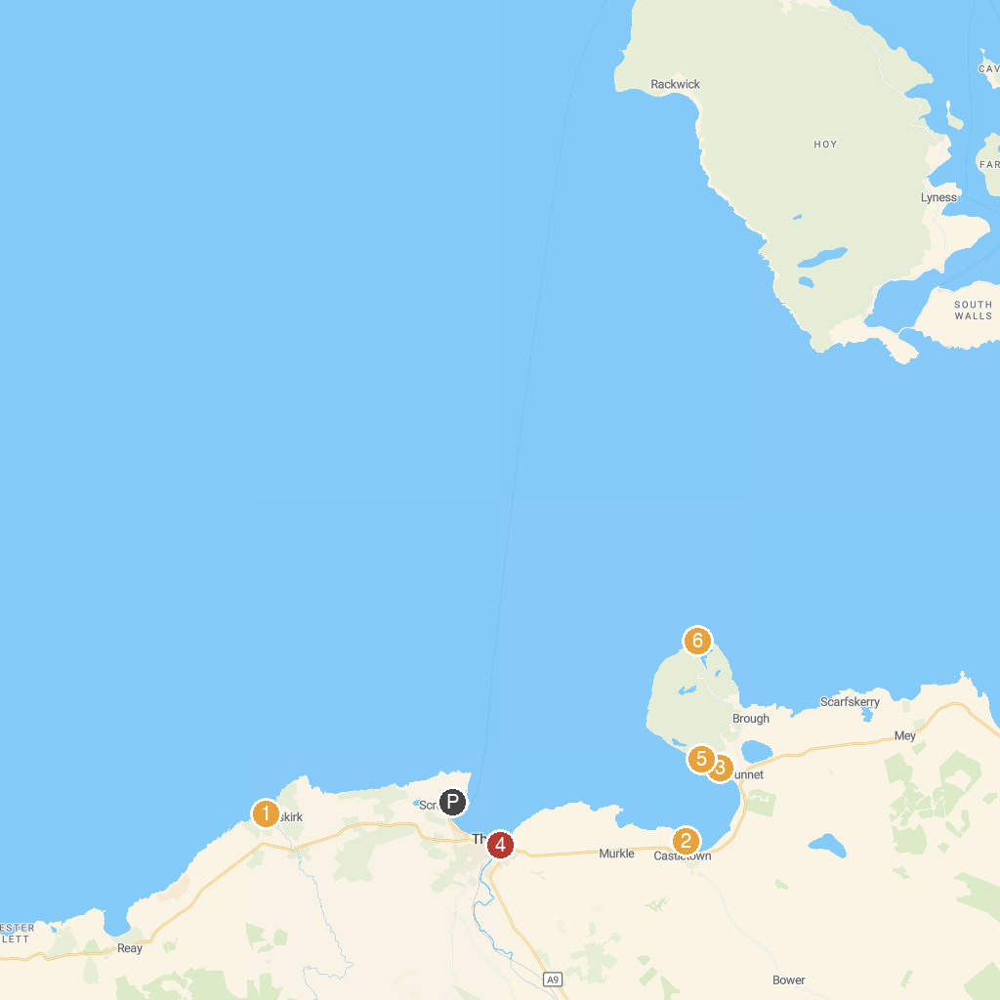 Rackwick
CAV
HOY
FAR
Lyness
SOUTH
WALLS
6
Scarfskerry
Brough
Mey
5
3
unnet
P
Scr
1
skirk
Th
4
2
Murkle
Castletown
ESTER
LETT
Reay
A9
Bower